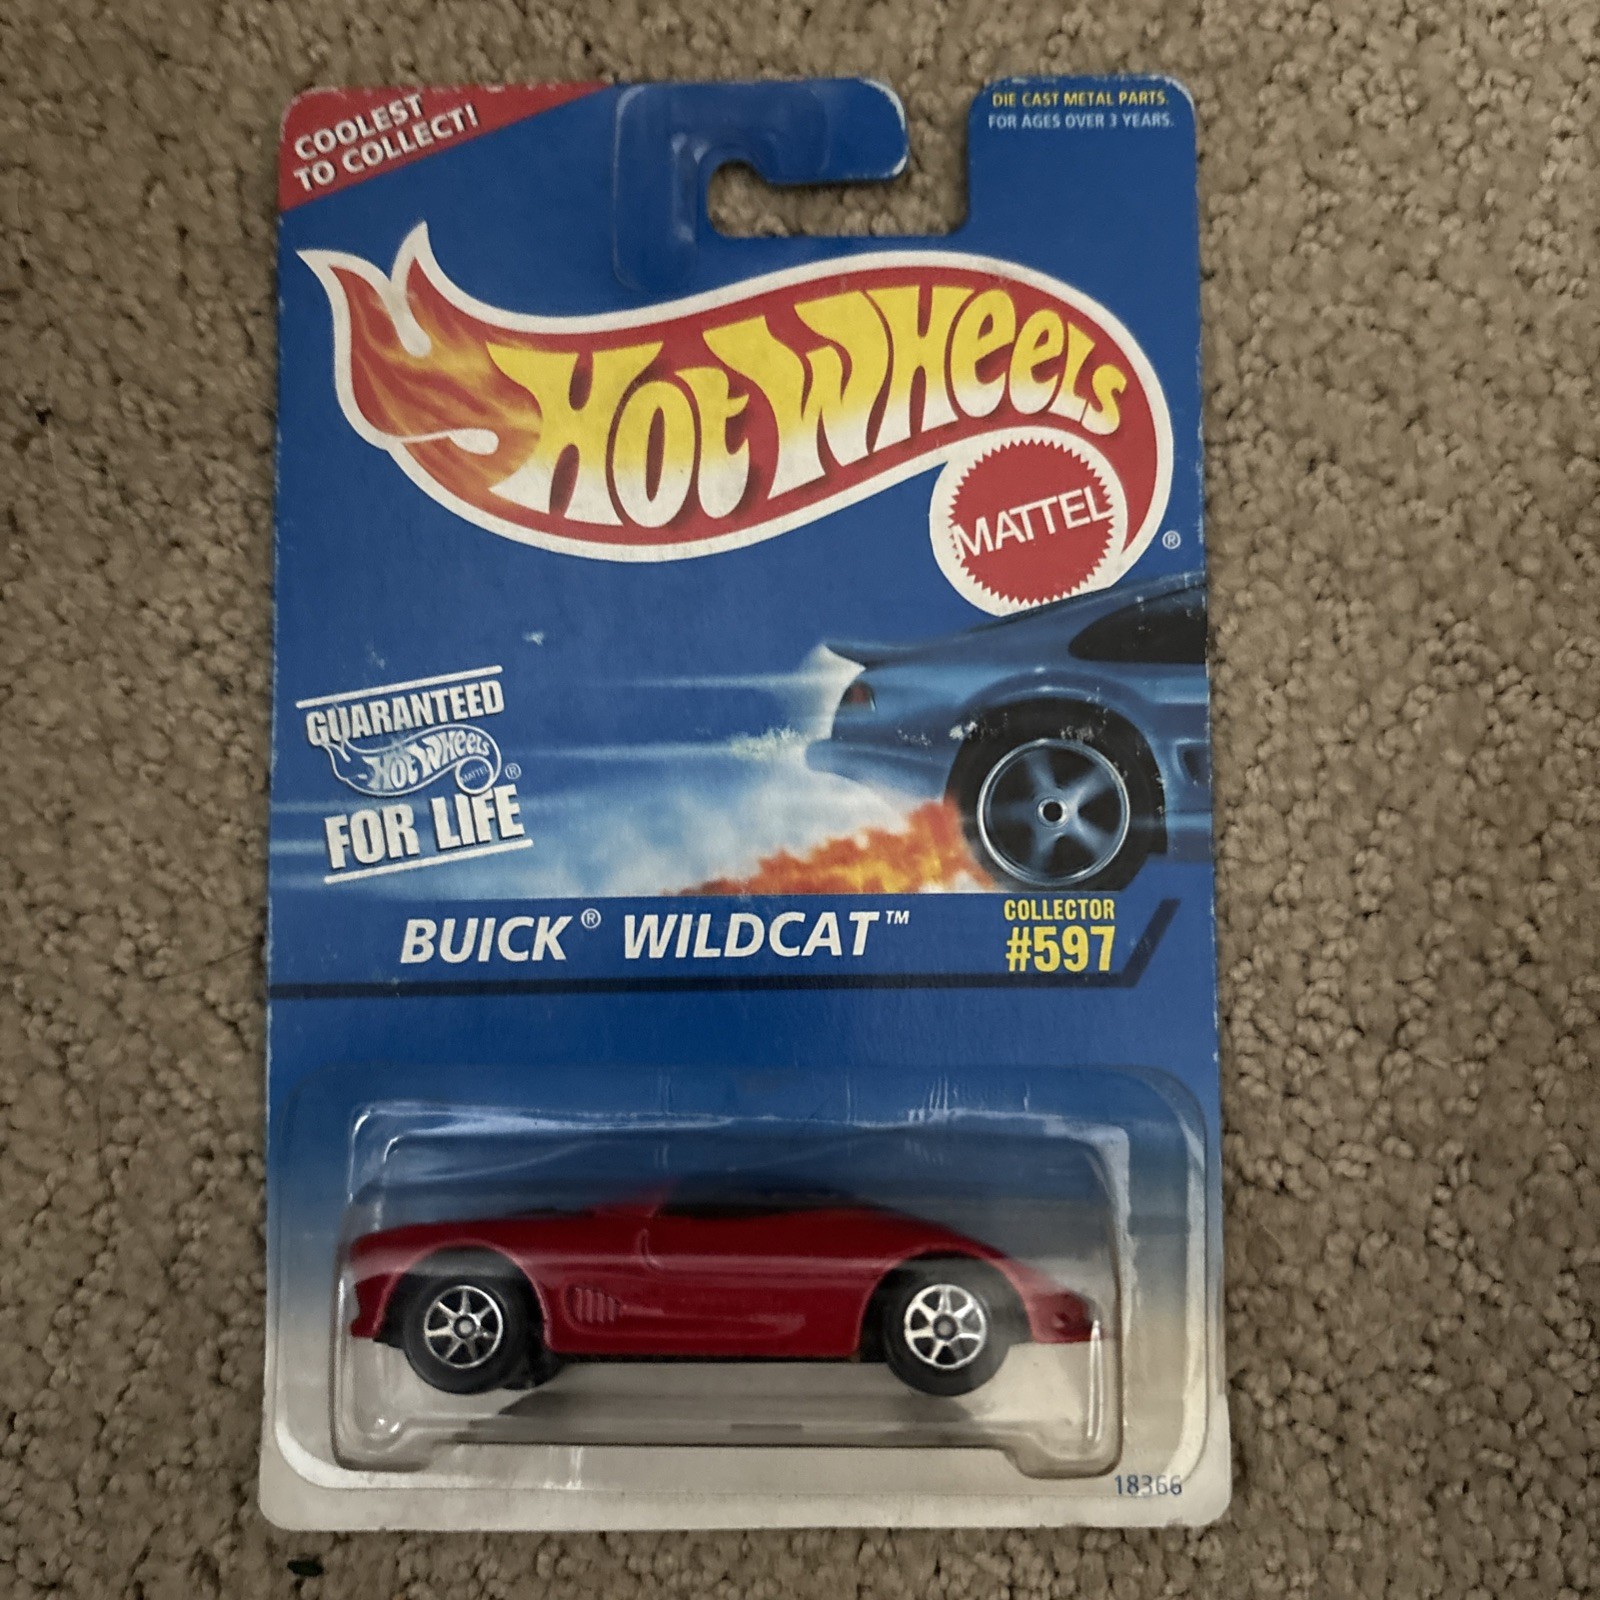 COOLEST
TO COLLECT!
DIE CAST METAL PARTS.
FOR AGES OVER 3 YEARS.
HOT WHEELS
MATTEL
®
GUARANTEED
HOT WHEELS
MATTEL
®
FOR LIFE
BUICK® WILDCAT™
COLLECTOR
#597
18366